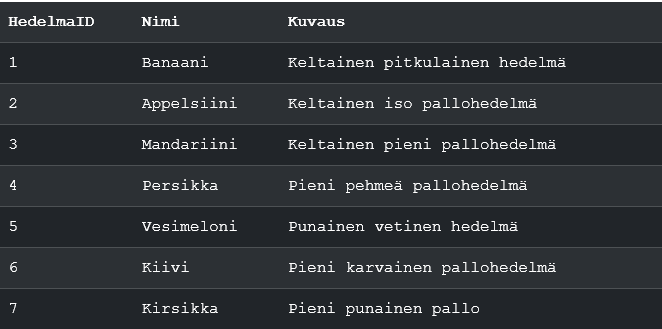 HedelmaID Nimi Kuvaus
1 Banaani Keltainen pitkulainen hedelmä
2 Appelsiini Keltainen iso pallohedelmä
3 Mandariini Keltainen pieni pallohedelmä
4 Persikka Pieni pehmeä pallohedelmä
5 Vesimeloni Punainen vetinen hedelmä
6 Kiivi Pieni karvainen pallohedelmä
7 Kirsikka Pieni punainen pallo